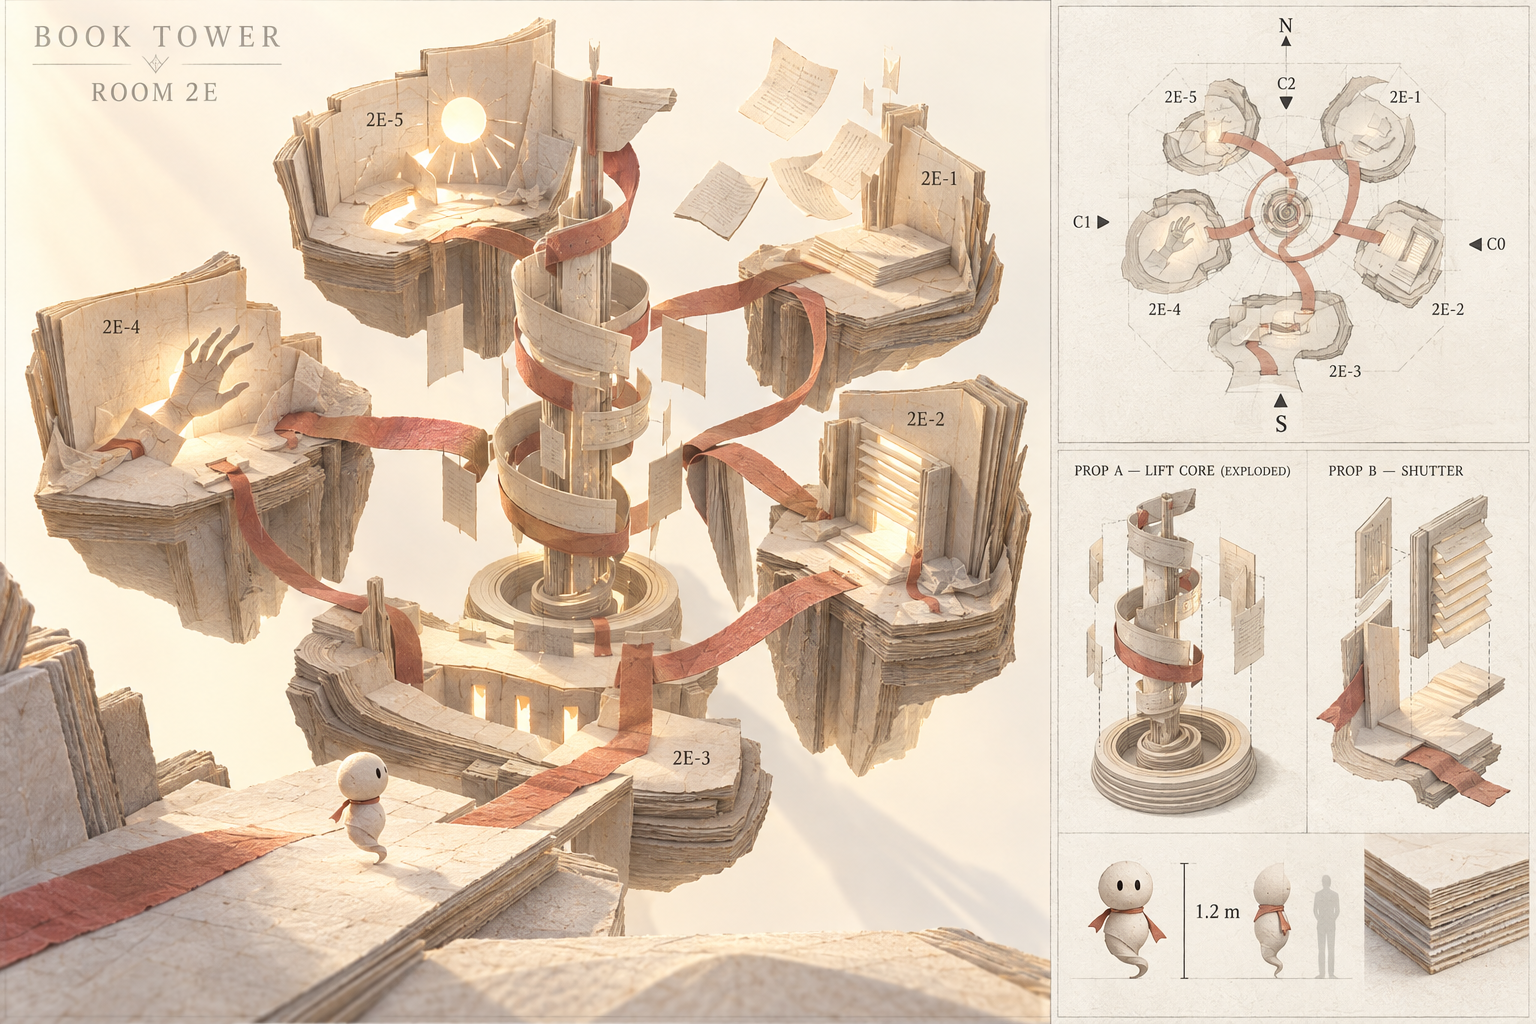 BOOK TOWER
ROOM 2E
2E-5
2E-1
2E-4
2E-2
2E-3
N
C2
2E-5
2E-1
C1
C0
2E-4
2E-2
2E-3
S
PROP A — LIFT CORE (EXPLODED)
PROP B — SHUTTER
1.2 m